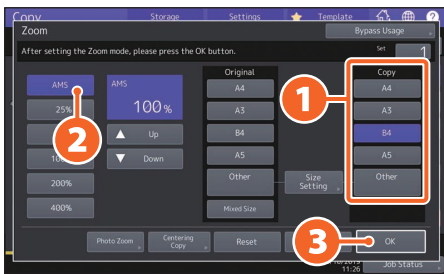 Copy Storage Settings Template
Zoom Bypass Usage
After setting the Zoom mode, please press the OK button. Set 1
Original Copy
AMS AMS A4 A4
25% 100 % A3 A3
Up B4 B4
Down A5 A5
200% Other Size Setting Other
400% Mixed Size
Photo Zoom Centering Copy Reset OK
11:26 Job Status
1
2
3